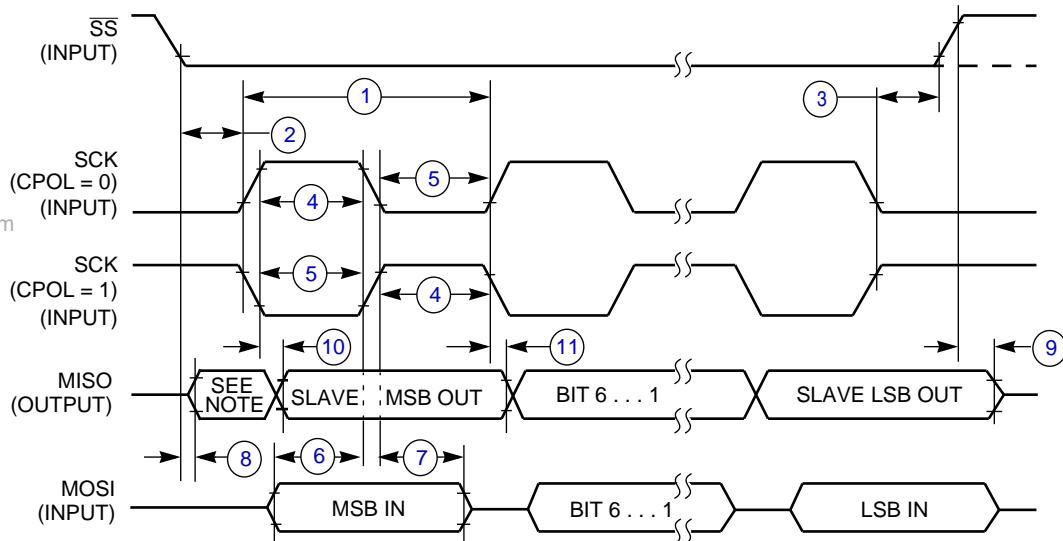 SS
(INPUT)
1
3
2
SCK
(CPOL = 0)
(INPUT)
5
4
m
SCK
(CPOL = 1)
(INPUT)
5
4
10
11
9
MISO
(OUTPUT)
SEE
NOTE
SLAVE
MSB OUT
BIT 6 . . . 1
SLAVE LSB OUT
8
6
7
MOSI
(INPUT)
MSB IN
BIT 6 . . . 1
LSB IN